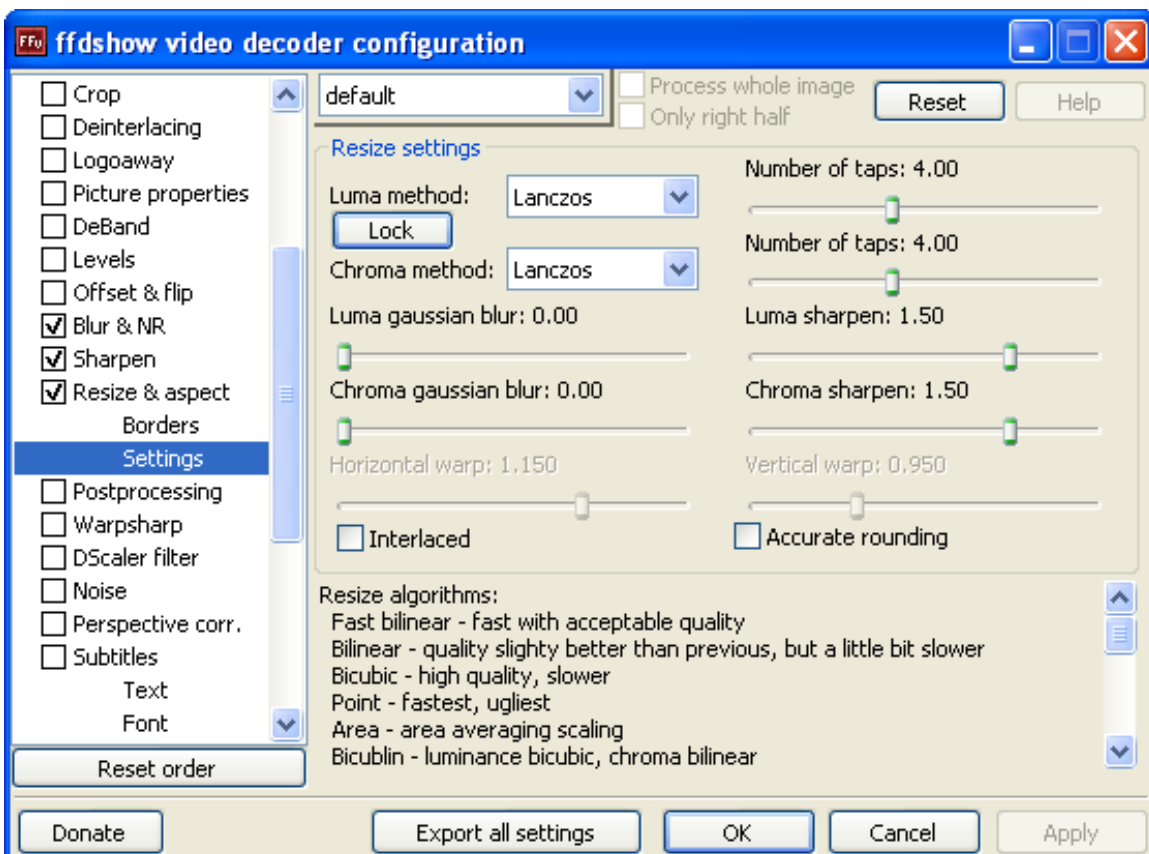 FFv ffdshow video decoder configuration
Crop
Deinterlacing
Logoaway
Picture properties
DeBand
Levels
Offset & flip
Blur & NR
Sharpen
Resize & aspect
Borders
Settings
Postprocessing
Warpsharp
DScaler filter
Noise
Perspective corr.
Subtitles
Text
Font
Reset order
default
Process whole image
Only right half
Reset
Help
Resize settings
Luma method:
Lanczos
Number of taps: 4.00
Lock
Chroma method:
Lanczos
Number of taps: 4.00
Luma gaussian blur: 0.00
Luma sharpen: 1.50
Chroma gaussian blur: 0.00
Chroma sharpen: 1.50
Horizontal warp: 1.150
Vertical warp: 0.950
Interlaced
Accurate rounding
Resize algorithms:
Fast bilinear - fast with acceptable quality
Bilinear - quality slighty better than previous, but a little bit slower
Bicubic - high quality, slower
Point - fastest, ugliest
Area - area averaging scaling
Bicublin - luminance bicubic, chroma bilinear
Donate
Export all settings
OK
Cancel
Apply